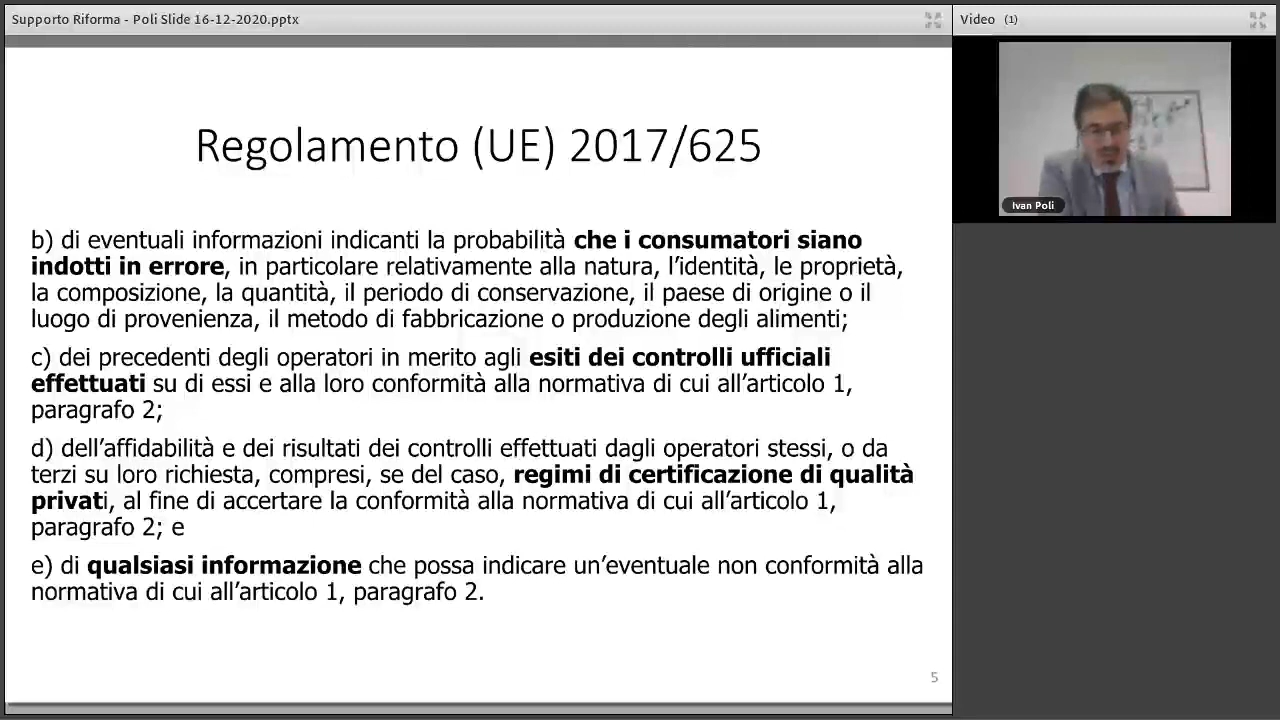 Supporto Riforma - Poli Slide 16-12-2020.pptx
Video (1)
Ivan Poli
Regolamento (UE) 2017/625
b) di eventuali informazioni indicanti la probabilità che i consumatori siano
indotti in errore, in particolare relativamente alla natura, l’identità, le proprietà,
la composizione, la quantità, il periodo di conservazione, il paese di origine o il
luogo di provenienza, il metodo di fabbricazione o produzione degli alimenti;
c) dei precedenti degli operatori in merito agli esiti dei controlli ufficiali
effettuati su di essi e alla loro conformità alla normativa di cui all’articolo 1,
paragrafo 2;
d) dell’affidabilità e dei risultati dei controlli effettuati dagli operatori stessi, o da
terzi su loro richiesta, compresi, se del caso, regimi di certificazione di qualità
privati, al fine di accertare la conformità alla normativa di cui all’articolo 1,
paragrafo 2; e
e) di qualsiasi informazione che possa indicare un’eventuale non conformità alla
normativa di cui all’articolo 1, paragrafo 2.
5